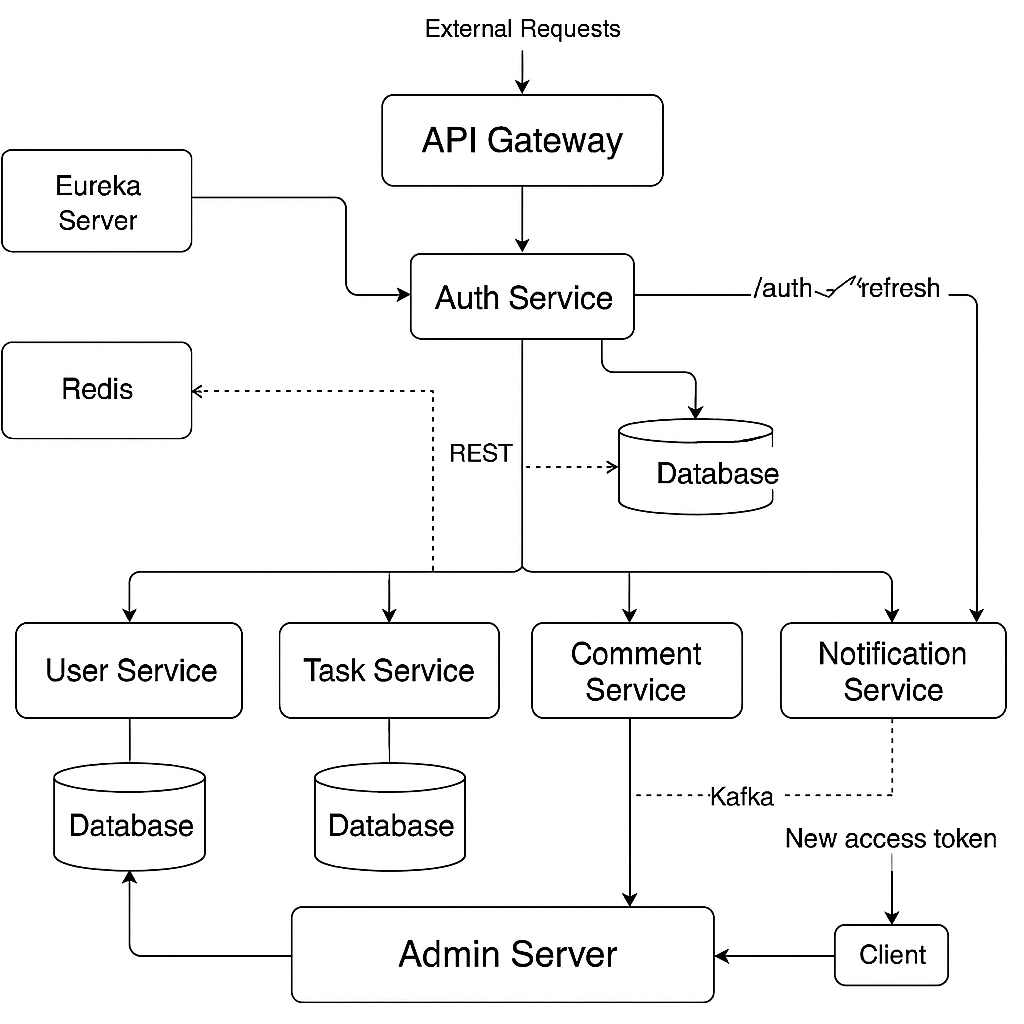 External Requests
API Gateway
Eureka
Server
Auth Service
/auth
refresh
Redis
REST
Database
User Service
Task Service
Comment
Service
Notification
Service
Database
Database
Kafka
New access token
Admin Server
Client